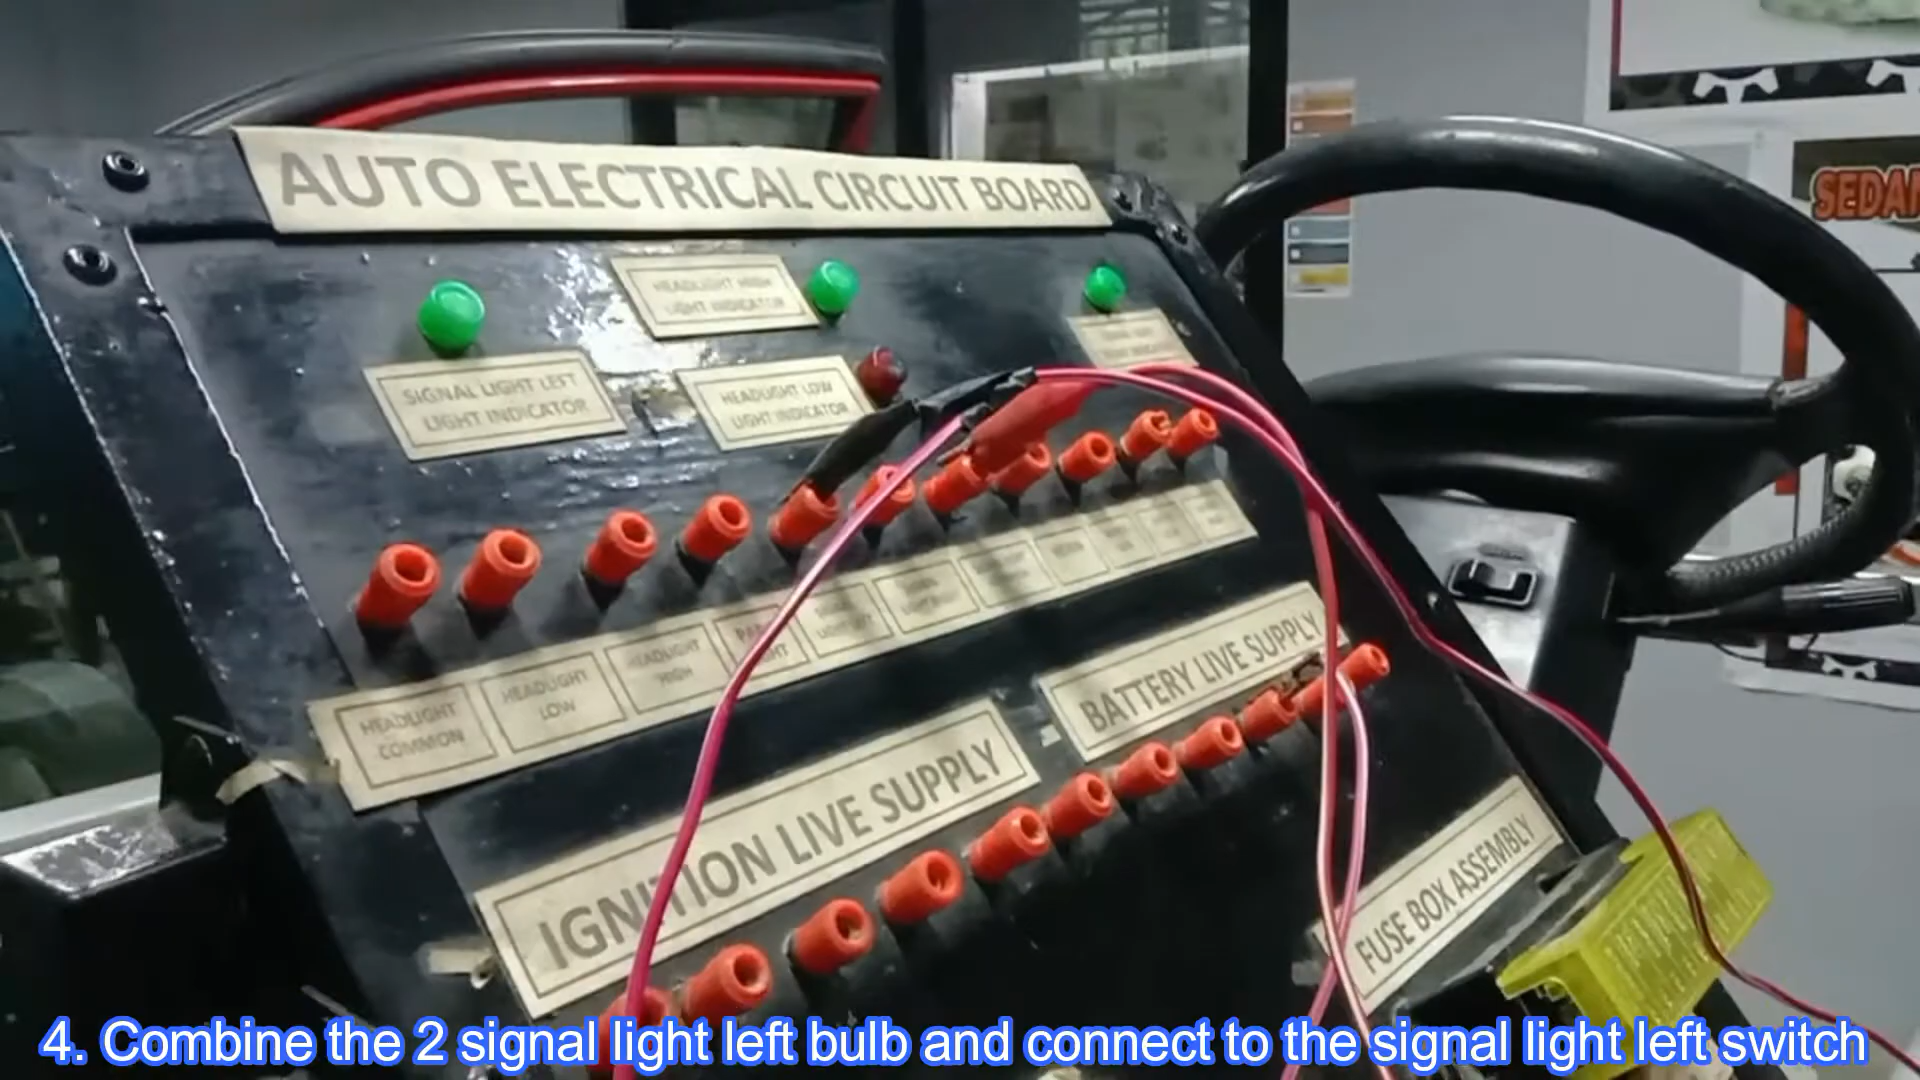 AUTO ELECTRICAL CIRCUIT BOARD
SEDAN
HEADLIGHT HIGH
LIGHT INDICATOR
SIGNAL LIGHT LEFT
LIGHT INDICATOR
HEADLIGHT LOW
LIGHT INDICATOR
HEADLIGHT
COMMON
HEADLIGHT
LOW
HEADLIGHT
HIGH
BATTERY LIVE SUPPLY
IGNITION LIVE SUPPLY
FUSE BOX ASSEMBLY
4. Combine the 2 signal light left bulb and connect to the signal light left switch